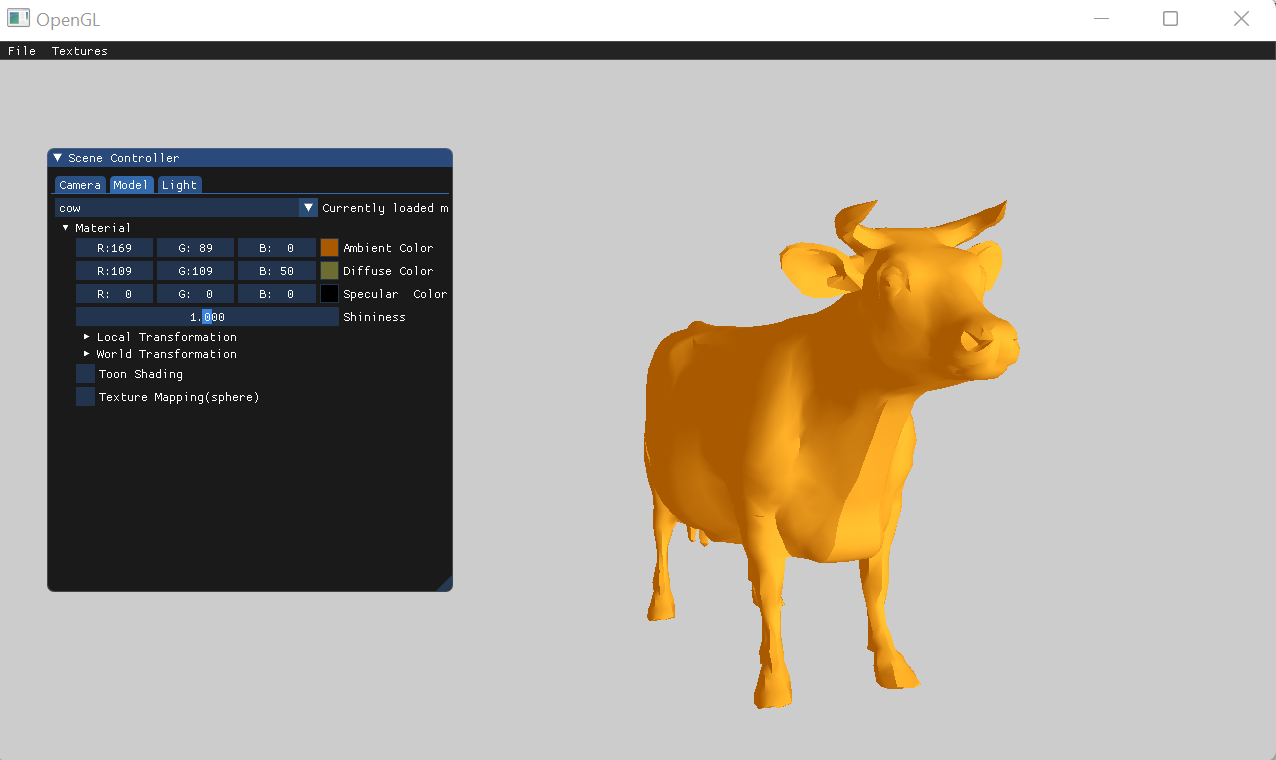 OpenGL
File Textures
Scene Controller
Camera Model Light
cow Currently loaded m
Material
R:169 G: 89 B: 0 Ambient Color
R:109 G:109 B: 50 Diffuse Color
R: 0 G: 0 B: 0 Specular Color
1.000 Shininess
Local Transformation
World Transformation
Toon Shading
Texture Mapping(sphere)